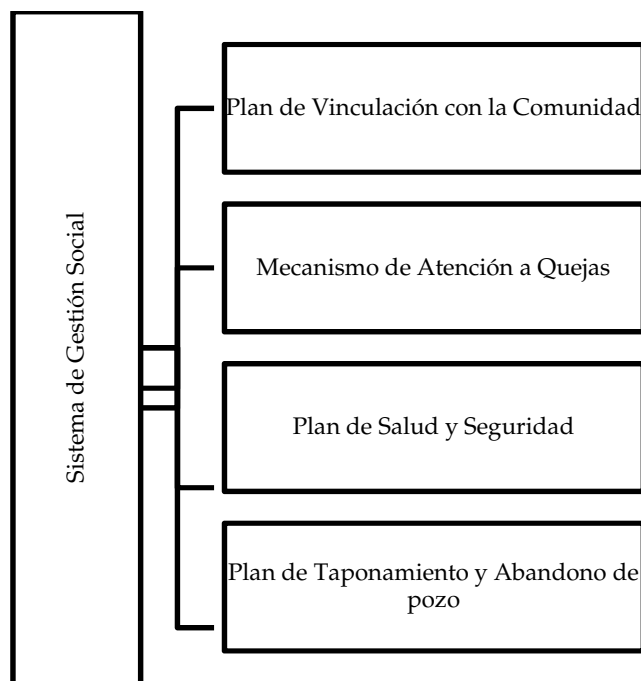 Sistema de Gestión Social
Plan de Vinculación con la Comunidad
Mecanismo de Atención a Quejas
Plan de Salud y Seguridad
Plan de Taponamiento y Abandono de
pozo